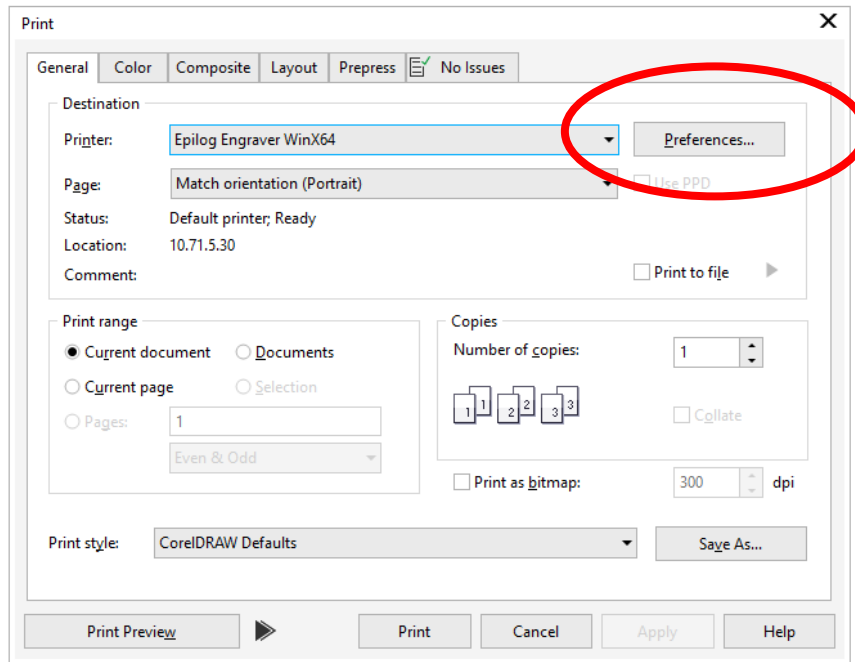 Print
General Color Composite Layout Prepress No Issues
Destination
Printer: Epilog Engraver WinX64 Preferences...
Page: Match orientation (Portrait) Use PPD
Status: Default printer; Ready
Location: 10.71.5.30
Comment: Print to file
Print range
Current document Documents
Current page Selection
Pages: 1
Even & Odd
Copies
Number of copies: 1
1 1 2 2 3 3
Collate
Print as bitmap: 300 dpi
Print style: CorelDRAW Defaults Save As...
Print Preview Print Cancel Apply Help